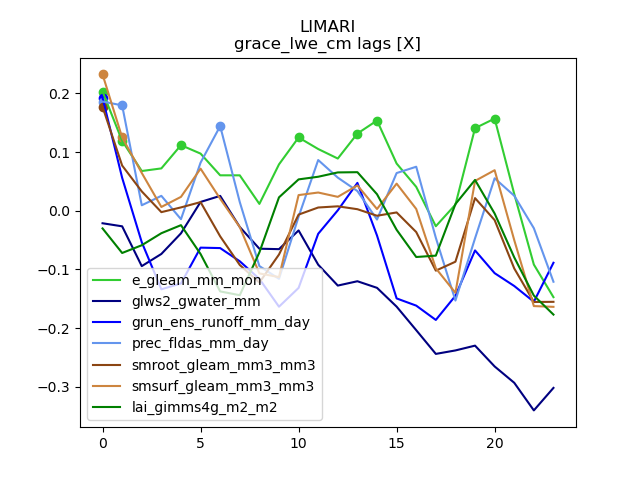 LIMARI
grace_lwe_cm lags [X]
0.2
0.1
0.0
−0.1
−0.2
−0.3
e_gleam_mm_mon
glws2_gwater_mm
grun_ens_runoff_mm_day
prec_fldas_mm_day
smroot_gleam_mm3_mm3
smsurf_gleam_mm3_mm3
lai_gimms4g_m2_m2
0 5 10 15 20